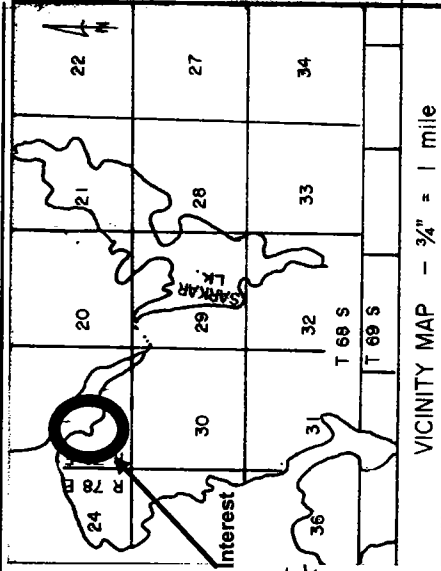 24
R 78 E
20
21
22
Interest
30
29
SARKAR
LK.
28
27
36
31
32
33
34
T 68 S
T 69 S
VICINITY MAP - ¾" = 1 mile